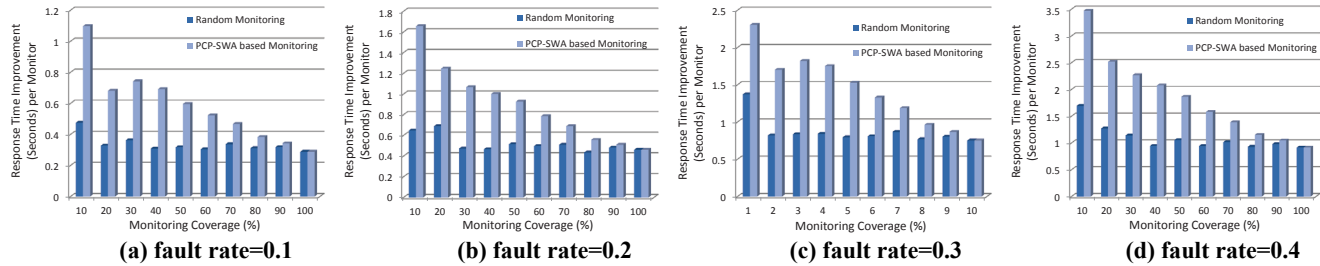 Response Time Improvement
(Seconds) per Monitor
1.2
1
0.8
0.6
0.4
0.2
0
Random Monitoring
PCP-SWA based Monitoring
10 20 30 40 50 60 70 80 90 100
Monitoring Coverage (%)
(a) fault rate=0.1
Response Time Improvement
(Seconds) per Monitor
1.8
1.6
1.4
1.2
1
0.8
0.6
0.4
0.2
0
Random Monitoring
PCP-SWA based Monitoring
10 20 30 40 50 60 70 80 90 100
Monitoring Coverage (%)
(b) fault rate=0.2
Response Time Improvement
(Seconds) per Monitor
2.5
2
1.5
1
0.5
0
Random Monitoring
PCP-SWA based Monitoring
1 2 3 4 5 6 7 8 9 10
Monitoring Coverage (%)
(c) fault rate=0.3
Response Time Improvement
(Seconds) per Monitor
3.5
3
2.5
2
1.5
1
0.5
0
Random Monitoring
PCP-SWA based Monitoring
10 20 30 40 50 60 70 80 90 100
Monitoring Coverage (%)
(d) fault rate=0.4